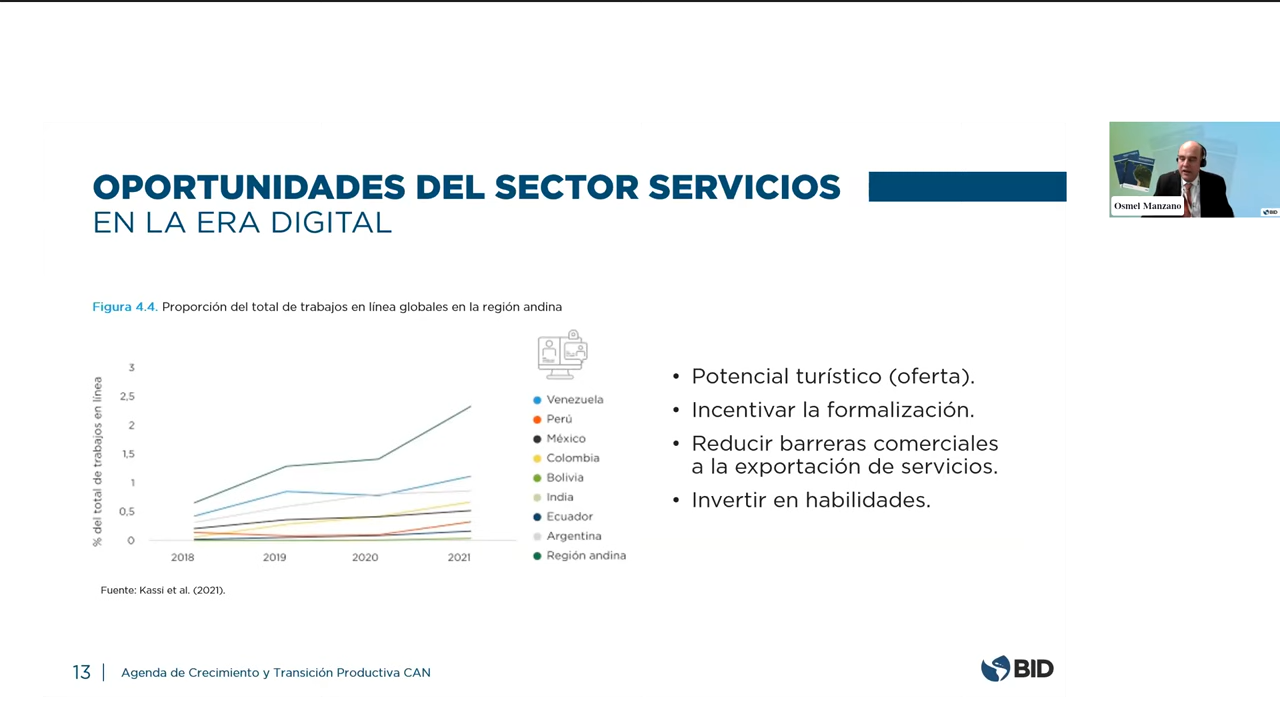 OPORTUNIDADES DEL SECTOR SERVICIOS
EN LA ERA DIGITAL
Osmel Manzano
BID
Figura 4.4. Proporción del total de trabajos en línea globales en la región andina
% del total de trabajos en línea
3
2,5
2
1,5
1
0,5
0
2018
2019
2020
2021
Venezuela
Perú
México
Colombia
Bolivia
India
Ecuador
Argentina
Región andina
• Potencial turístico (oferta).
• Incentivar la formalización.
• Reducir barreras comerciales
a la exportación de servicios.
• Invertir en habilidades.
Fuente: Kassi et al. (2021).
13 | Agenda de Crecimiento y Transición Productiva CAN
BID